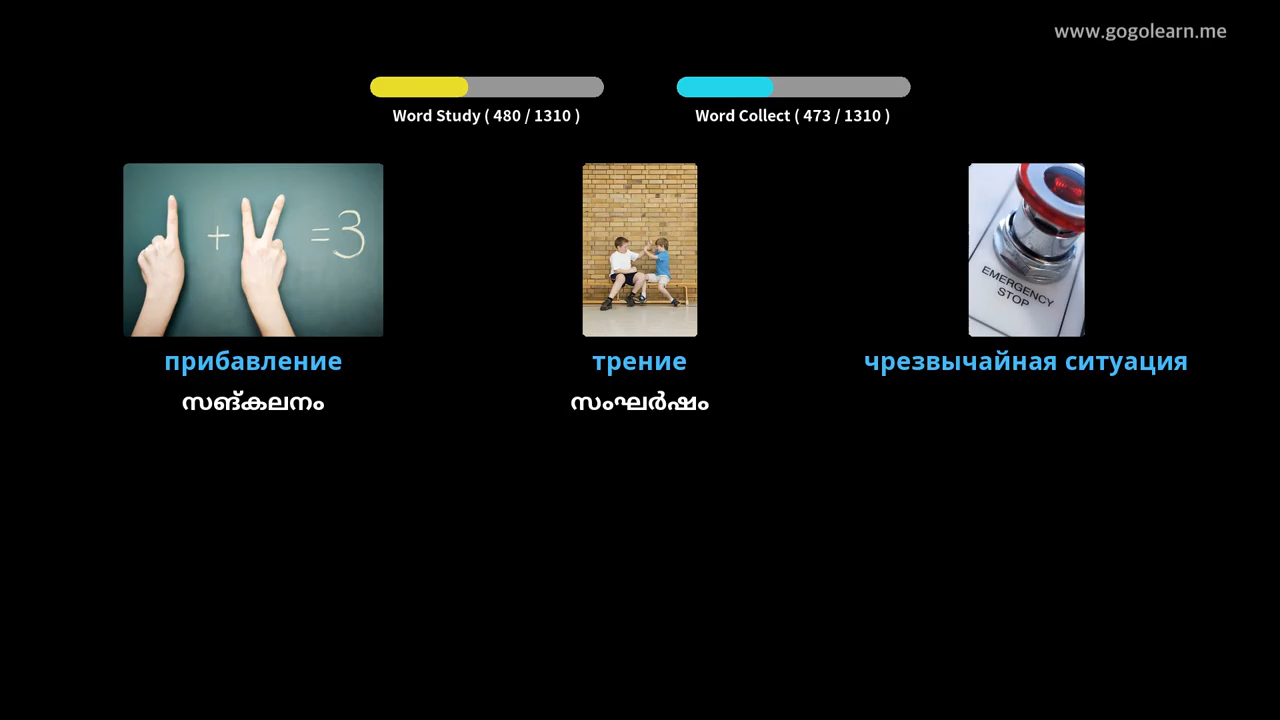 www.gogolearn.me
Word Study ( 480 / 1310 )
Word Collect ( 473 / 1310 )
+ =3
EMERGENCY
STOP
прибавление
трение
чрезвычайная ситуация
സങ്കലനം
സംഘർഷം